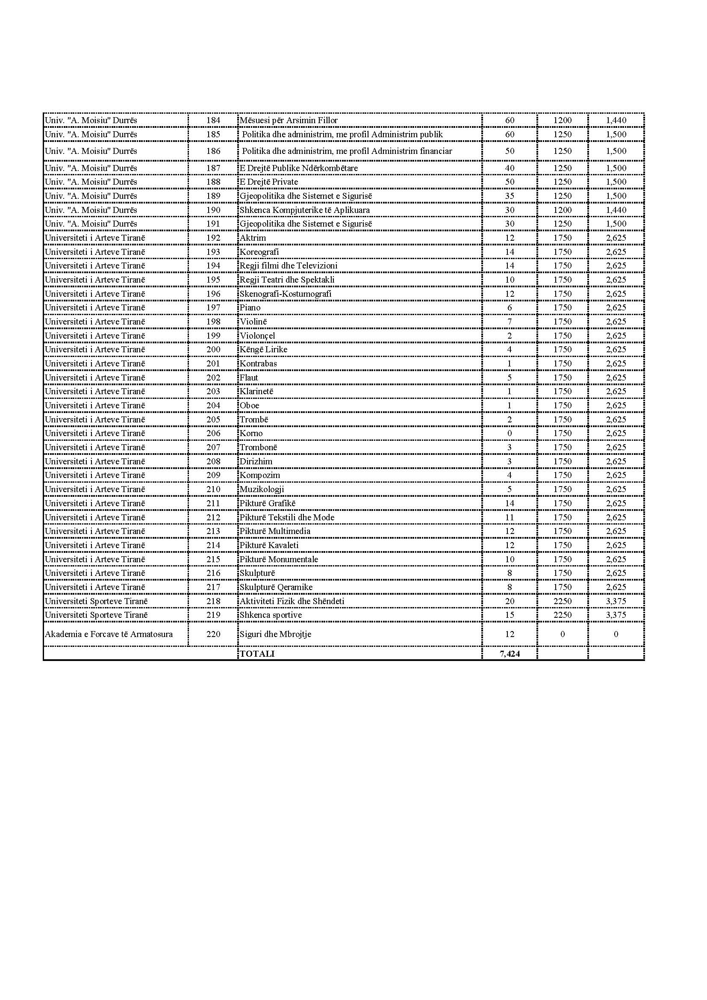 Univ. "A. Moisiu" Durrës 184 Mësuesi për Arsimin Fillor 60 1200 1,440
Univ. "A. Moisiu" Durrës 185 Politika dhe administrim, me profil Administrim publik 60 1250 1,500
Univ. "A. Moisiu" Durrës 186 Politika dhe administrim, me profil Administrim financiar 50 1250 1,500
Univ. "A. Moisiu" Durrës 187 E Drejtë Publike Ndërkombëtare 40 1250 1,500
Univ. "A. Moisiu" Durrës 188 E Drejtë Private 50 1250 1,500
Univ. "A. Moisiu" Durrës 189 Gjeopolitika dhe Sistemet e Sigurisë 35 1250 1,500
Univ. "A. Moisiu" Durrës 190 Shkenca Kompjuterike të Aplikuara 30 1200 1,440
Univ. "A. Moisiu" Durrës 191 Gjeopolitika dhe Sistemet e Sigurisë 30 1250 1,500
Universiteti i Arteve Tiranë 192 Aktrim 12 1750 2,625
Universiteti i Arteve Tiranë 193 Koreografi 14 1750 2,625
Universiteti i Arteve Tiranë 194 Regji filmi dhe Televizioni 14 1750 2,625
Universiteti i Arteve Tiranë 195 Regji Teatri dhe Spektakli 10 1750 2,625
Universiteti i Arteve Tiranë 196 Skenografi-Kostumografi 12 1750 2,625
Universiteti i Arteve Tiranë 197 Piano 6 1750 2,625
Universiteti i Arteve Tiranë 198 Violinë 7 1750 2,625
Universiteti i Arteve Tiranë 199 Violonçel 2 1750 2,625
Universiteti i Arteve Tiranë 200 Këngë Lirike 4 1750 2,625
Universiteti i Arteve Tiranë 201 Kontrabas 1 1750 2,625
Universiteti i Arteve Tiranë 202 Flaut 5 1750 2,625
Universiteti i Arteve Tiranë 203 Klarinetë 1 1750 2,625
Universiteti i Arteve Tiranë 204 Oboe 1 1750 2,625
Universiteti i Arteve Tiranë 205 Trombë 2 1750 2,625
Universiteti i Arteve Tiranë 206 Korno 0 1750 2,625
Universiteti i Arteve Tiranë 207 Trombonë 3 1750 2,625
Universiteti i Arteve Tiranë 208 Dirizhim 3 1750 2,625
Universiteti i Arteve Tiranë 209 Kompozim 4 1750 2,625
Universiteti i Arteve Tiranë 210 Muzikologji 5 1750 2,625
Universiteti i Arteve Tiranë 211 Pikturë Grafikë 14 1750 2,625
Universiteti i Arteve Tiranë 212 Pikturë Tekstili dhe Mode 11 1750 2,625
Universiteti i Arteve Tiranë 213 Pikturë Multimedia 12 1750 2,625
Universiteti i Arteve Tiranë 214 Pikturë Kavaleti 12 1750 2,625
Universiteti i Arteve Tiranë 215 Pikturë Monumentale 10 1750 2,625
Universiteti i Arteve Tiranë 216 Skulpturë 8 1750 2,625
Universiteti i Arteve Tiranë 217 Skulpturë Qeramike 8 1750 2,625
Universiteti Sporteve Tiranë 218 Aktiviteti Fizik dhe Shëndeti 20 2250 3,375
Universiteti Sporteve Tiranë 219 Shkenca sportive 15 2250 3,375
Akademia e Forcave të Armatosura 220 Siguri dhe Mbrojtje 12 0 0
TOTALI 7,424